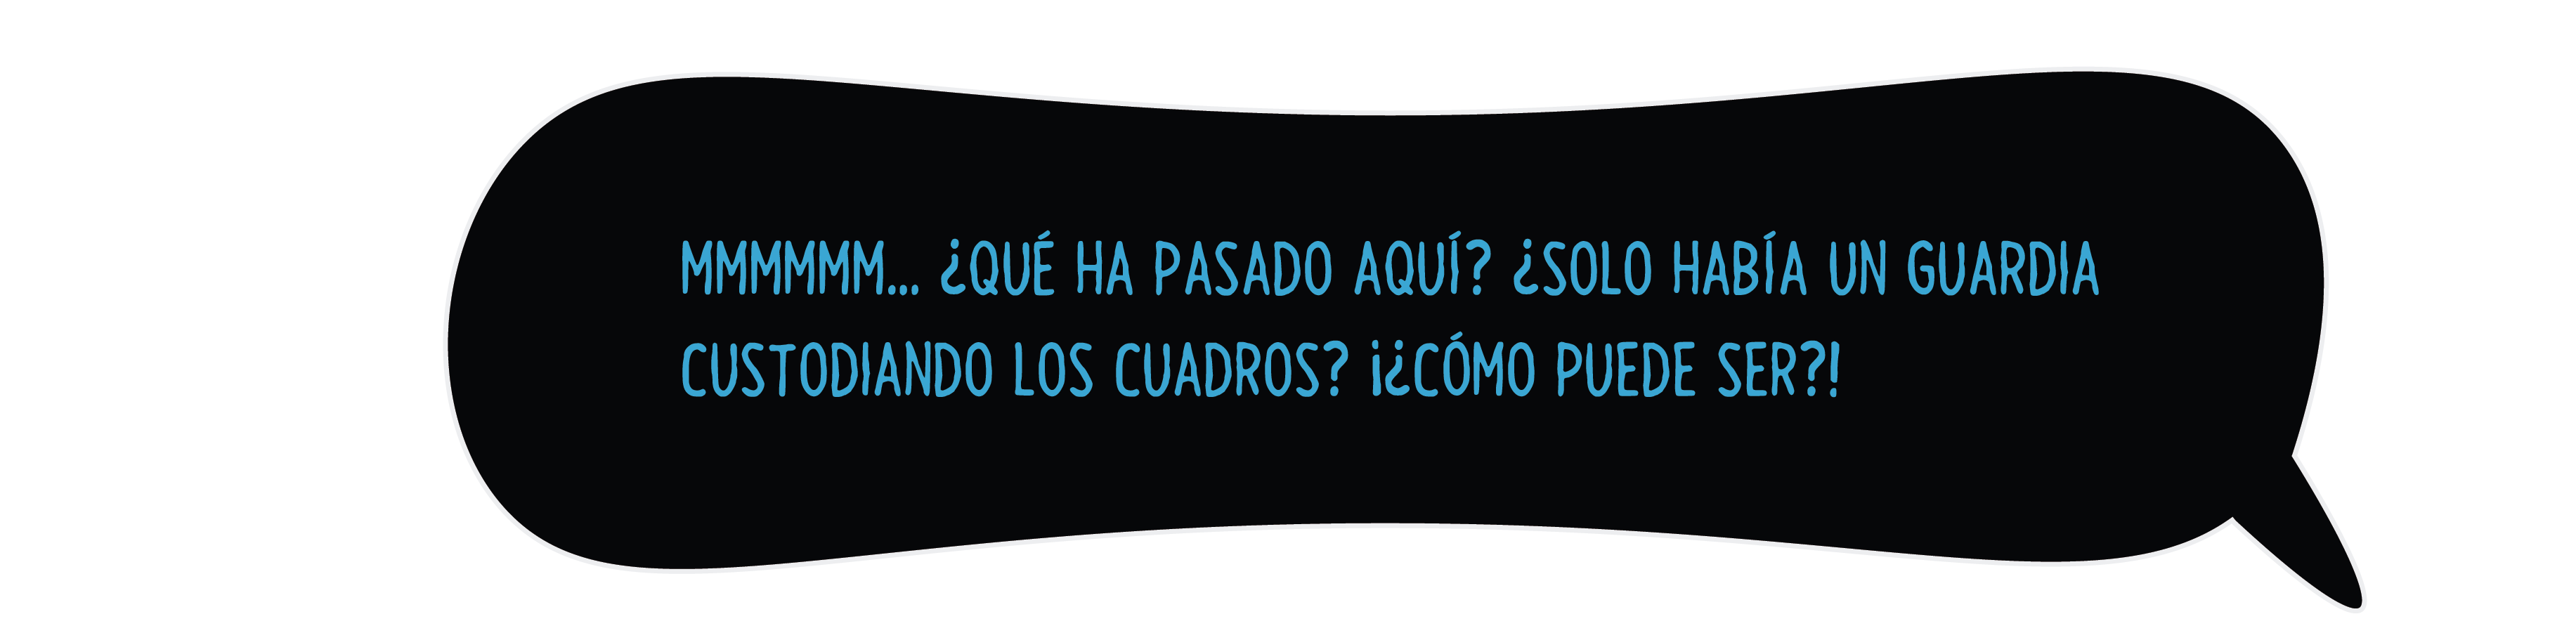 MMMMMM... ¿QUÉ HA PASADO AQUÍ? ¿SOLO HABÍA UN GUARDIA
CUSTODIANDO LOS CUADROS? ¡¿CÓMO PUEDE SER?!